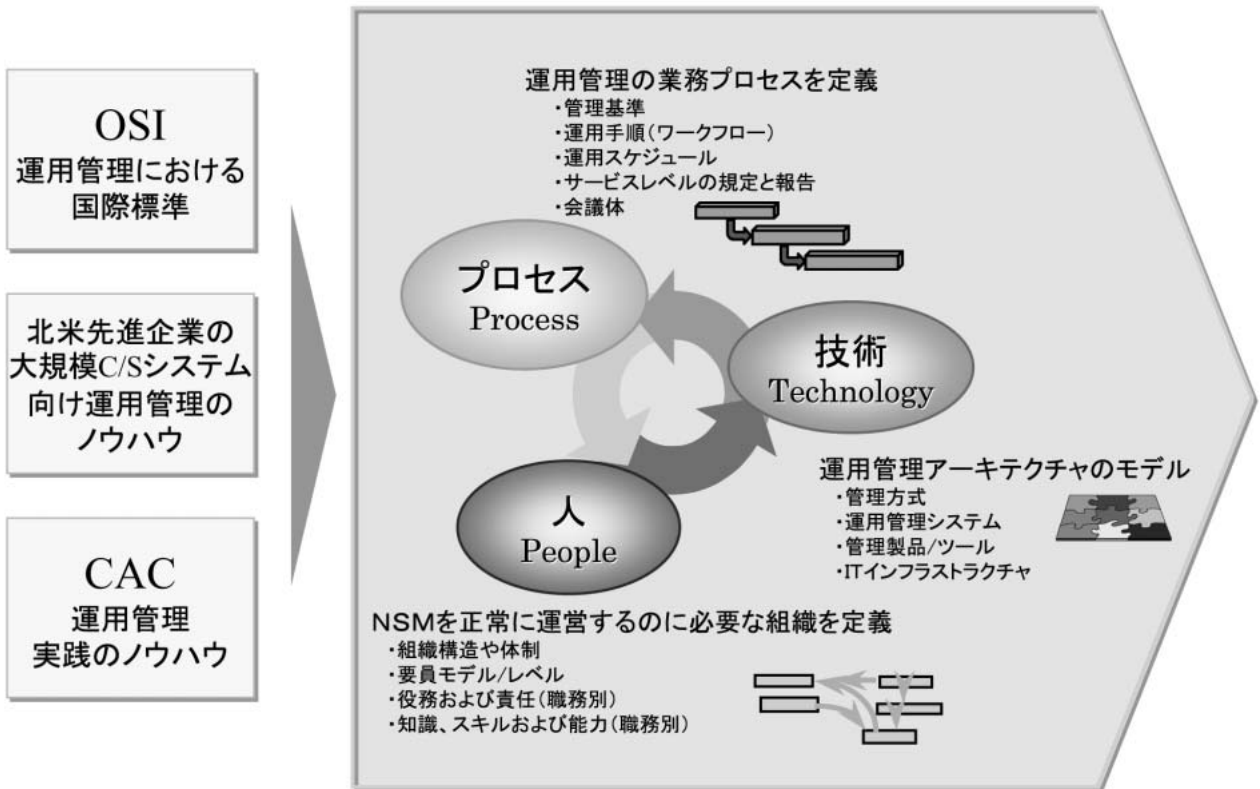 OSI
運用管理における
国際標準
北米先進企業の
大規模C/Sシステム
向け運用管理の
ノウハウ
CAC
運用管理
実践のノウハウ
運用管理の業務プロセスを定義
・管理基準
・運用手順（ワークフロー）
・運用スケジュール
・サービスレベルの規定と報告
・会議体
プロセス
Process
技術
Technology
人
People
運用管理アーキテクチャのモデル
・管理方式
・運用管理システム
・管理製品/ツール
・ITインフラストラクチャ
NSMを正常に運営するのに必要な組織を定義
・組織構造や体制
・要員モデル/レベル
・役務および責任（職務別）
・知識、スキルおよび能力（職務別）